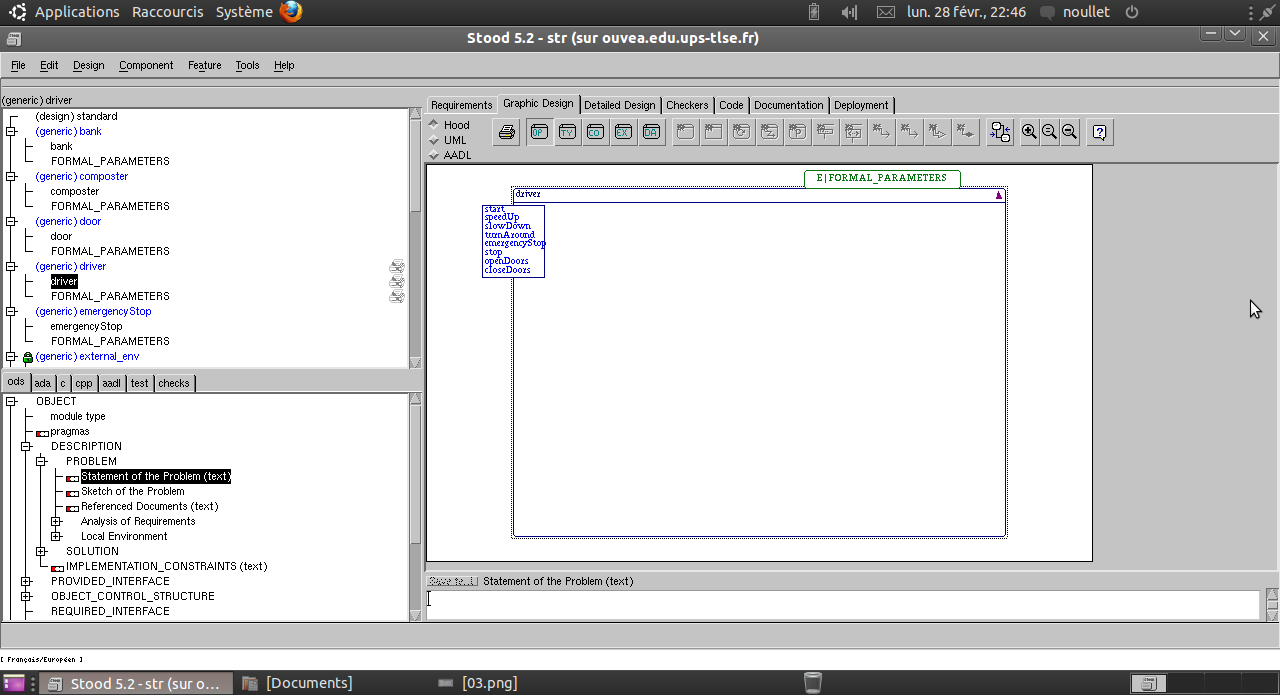 Applications Raccourcis Système lun. 28 févr., 22:46 noullet
Stood 5.2 - str (sur ouvea.edu.ups-tlse.fr)
File Edit Design Component Feature Tools Help
(generic) driver
(design) standard
(generic) bank
bank
FORMAL_PARAMETERS
(generic) composter
composter
FORMAL_PARAMETERS
(generic) door
door
FORMAL_PARAMETERS
(generic) driver
driver
FORMAL_PARAMETERS
(generic) emergencyStop
emergencyStop
FORMAL_PARAMETERS
(generic) external_env
ods ada c cpp aadl test checks
OBJECT
module type
pragmas
DESCRIPTION
PROBLEM
Statement of the Problem (text)
Sketch of the Problem
Referenced Documents (text)
Analysis of Requirements
Local Environment
SOLUTION
IMPLEMENTATION_CONSTRAINTS (text)
PROVIDED_INTERFACE
OBJECT_CONTROL_STRUCTURE
REQUIRED_INTERFACE
Requirements Graphic Design Detailed Design Checkers Code Documentation Deployment
Hood
UML
AADL
OP TY CO EX DA
E|FORMAL_PARAMETERS
driver
start
speedUp
slowDown
turnAround
emergencyStop
stop
openDoors
closeDoors
Statement of the Problem (text)
[ Français/Européen ]
Stood 5.2 - str (sur o... [Documents] [03.png]